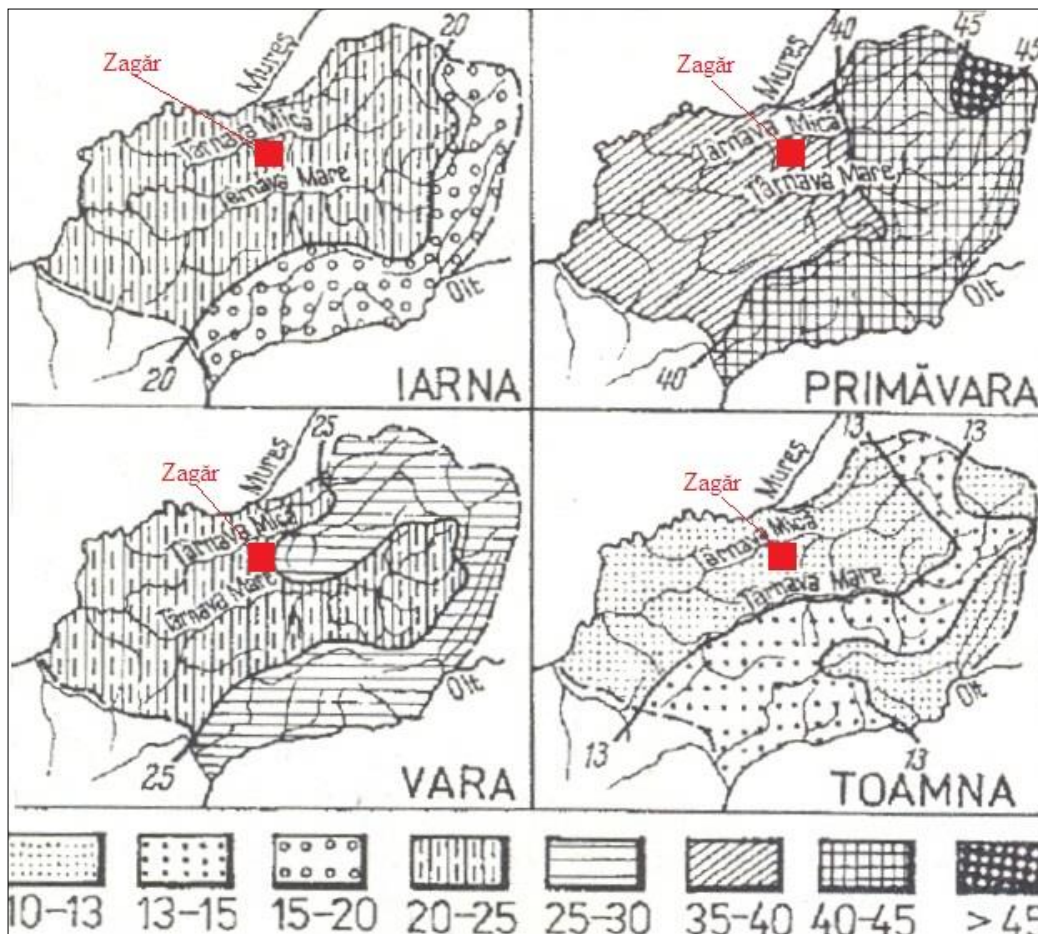 20
Zagăr
Mureș
Târnava Mică
Târnava Mare
Olt
20
IARNA
40
45
45
Zagăr
Târnava Mică
Târnava Mare
Olt
40
PRIMĂVARA
25
Zagăr
Mureș
Târnava Mică
Târnava Mare
Olt
25
VARA
13
13
Zagăr
Mureș
Târnava Mică
Târnava Mare
Olt
13
13
TOAMNA
10-13 13-15 15-20 20-25 25-30 35-40 40-45 >45